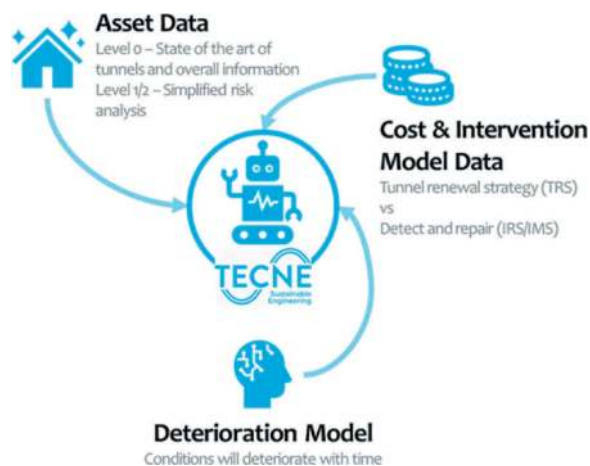 Asset Data
Level 0 – State of the art of
tunnels and overall information
Level 1/2 – Simplified risk
analysis
Cost & Intervention
Model Data
Tunnel renewal strategy (TRS)
vs
Detect and repair (IRS/IMS)
TECNE
Sustainable
Engineering
Deterioration Model
Conditions will deteriorate with time